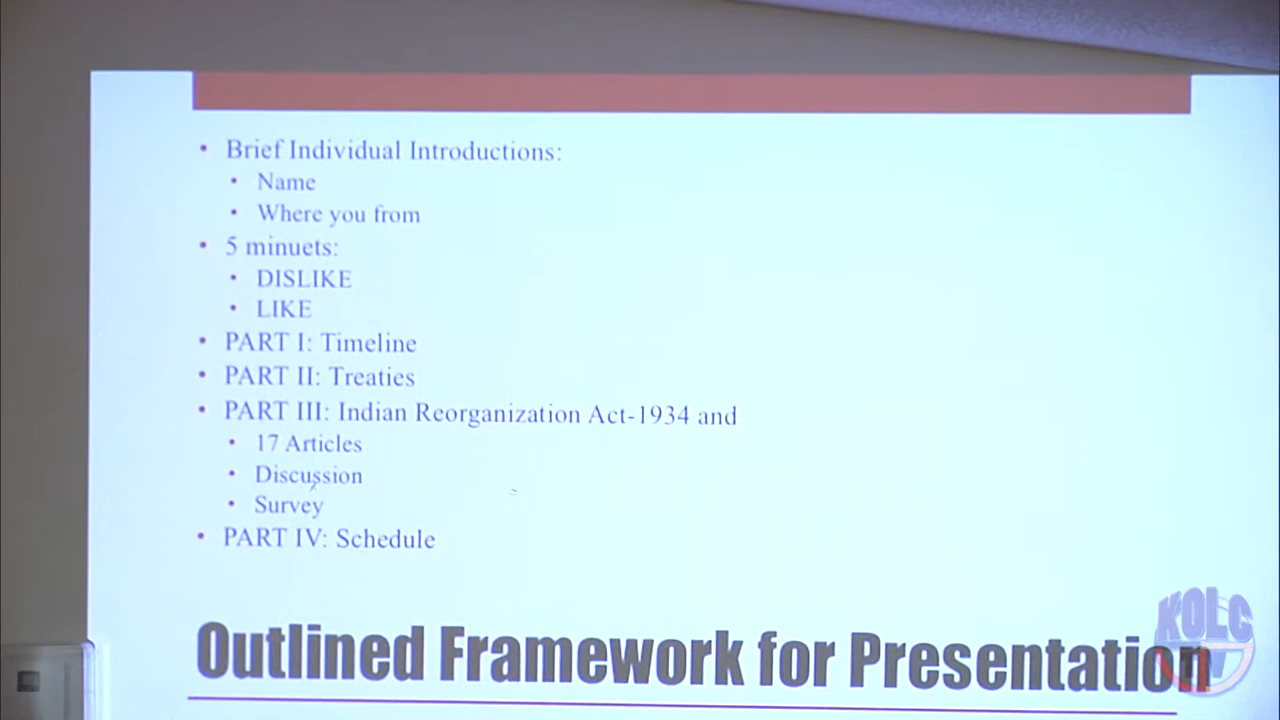 • Brief Individual Introductions:
• Name
• Where you from
• 5 minuets:
• DISLIKE
• LIKE
• PART I: Timeline
• PART II: Treaties
• PART III: Indian Reorganization Act-1934 and
• 17 Articles
• Discussion
• Survey
• PART IV: Schedule
Outlined Framework for Presentation
KOLC
TV